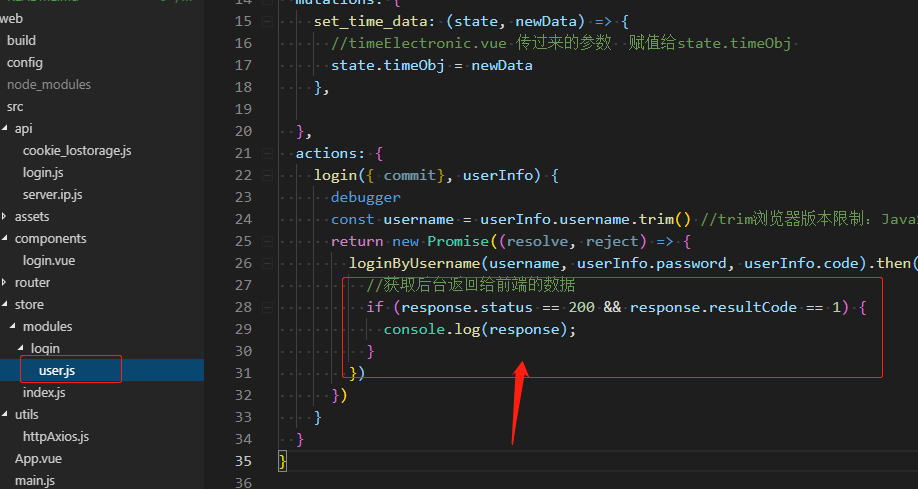 web
build
config
node_modules
src
api
cookie_lostorage.js
login.js
server.ip.js
assets
components
login.vue
router
store
modules
login
user.js
index.js
utils
httpAxios.js
App.vue
main.js
14 mutations: {
15 set_time_data: (state, newData) => {
16 //timeElectronic.vue 传过来的参数 赋值给state.timeObj
17 state.timeObj = newData
18 },
19
20 },
21 actions: {
22 login({ commit}, userInfo) {
23 debugger
24 const username = userInfo.username.trim() //trim浏览器版本限制：Java
25 return new Promise((resolve, reject) => {
26 loginByUsername(username, userInfo.password, userInfo.code).then(
27 //获取后台返回给前端的数据
28 if (response.status == 200 && response.resultCode == 1) {
29 console.log(response);
30 }
31 })
32 })
33 }
34 }
35 }
36